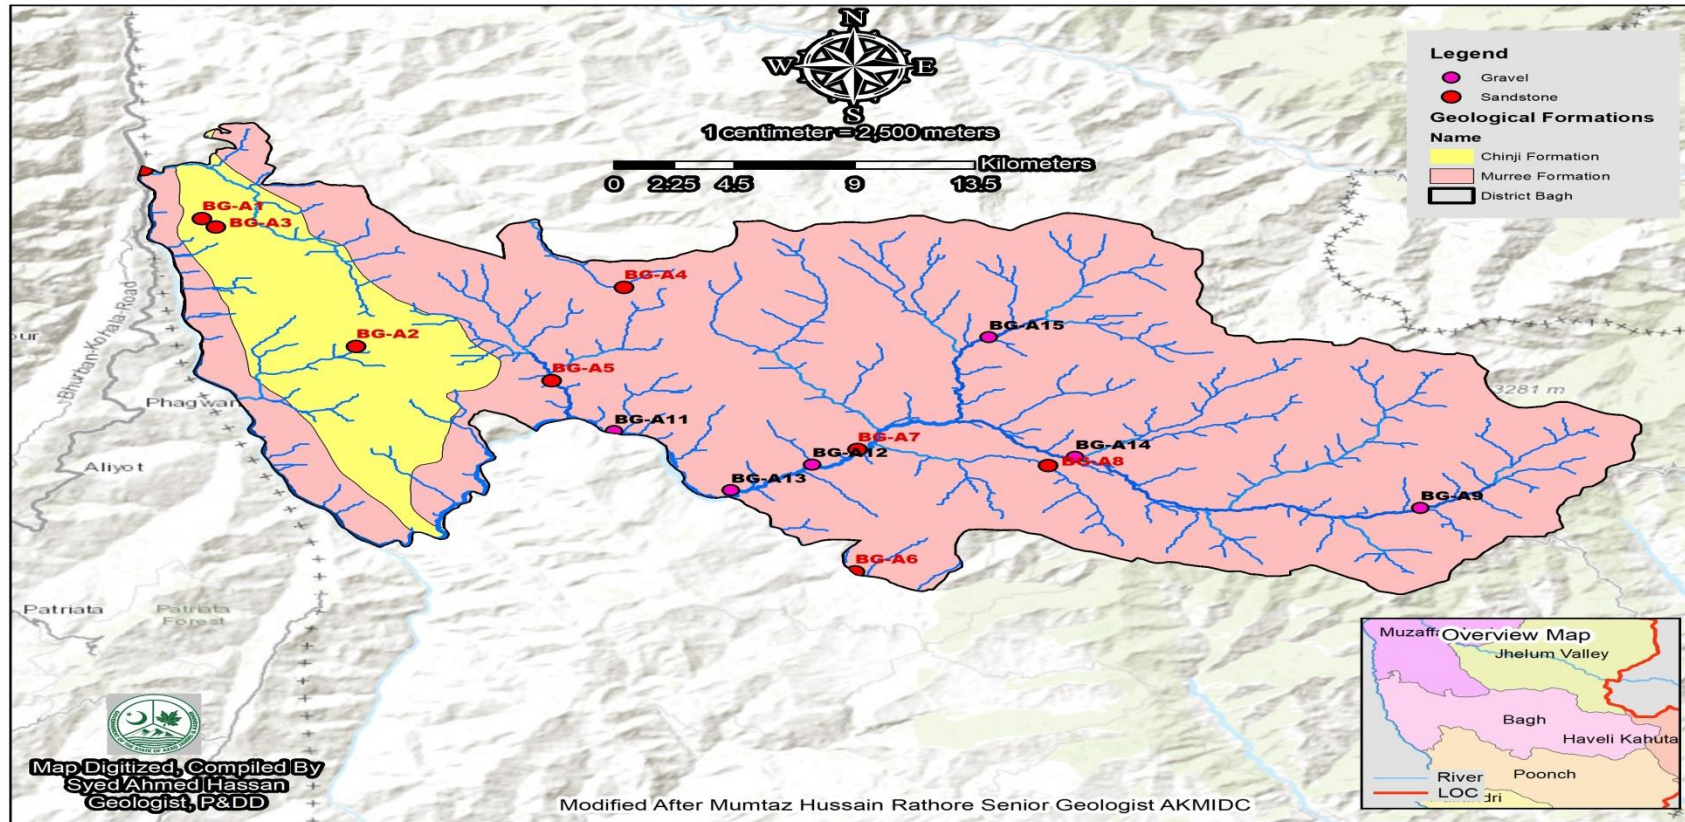 N
W
E
S
1 centimeter = 2,500 meters
Kilometers
0 2.25 4.5 9 13.5
Legend
Gravel
Sandstone
Geological Formations
Name
Chinji Formation
Murree Formation
District Bagh
BG-A1
BG-A3
BG-A4
BG-A2
BG-A15
BG-A5
BG-A11
BG-A7
BG-A12
BG-A14
BG-A8
BG-A13
BG-A9
BG-A6
Bhurban-Kohala Road
Phagwari
Aliyot
3281 m
Patriata
Patriata
Forest
Overview Map
Jhelum Valley
Bagh
Haveli Kahuta
Poonch
River
LOC
Map Digitized, Compiled By
Syed Ahmed Hassan
Geologist, P&DD
Modified After Mumtaz Hussain Rathore Senior Geologist AKMIDC